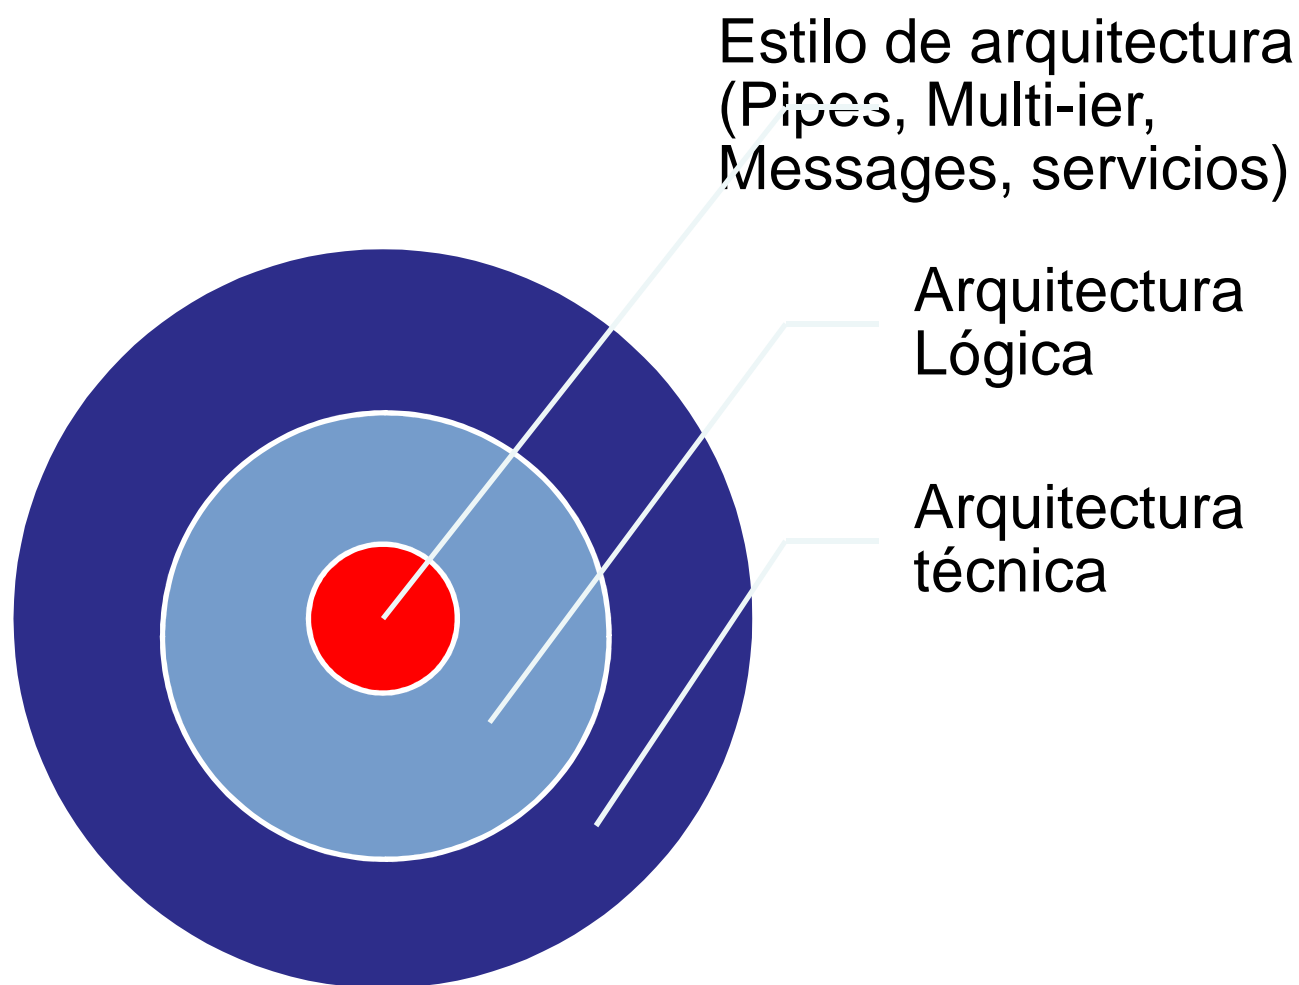 Estilo de arquitectura
(Pipes, Multi-ier,
Messages, servicios)
Arquitectura
Lógica
Arquitectura
técnica